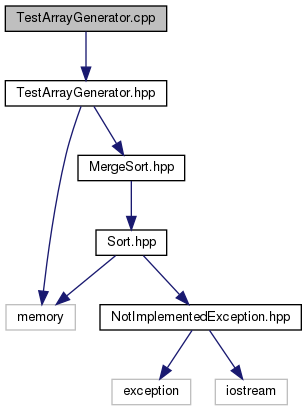 TestArrayGenerator.cpp
TestArrayGenerator.hpp
MergeSort.hpp
Sort.hpp
memory
NotImplementedException.hpp
exception
iostream